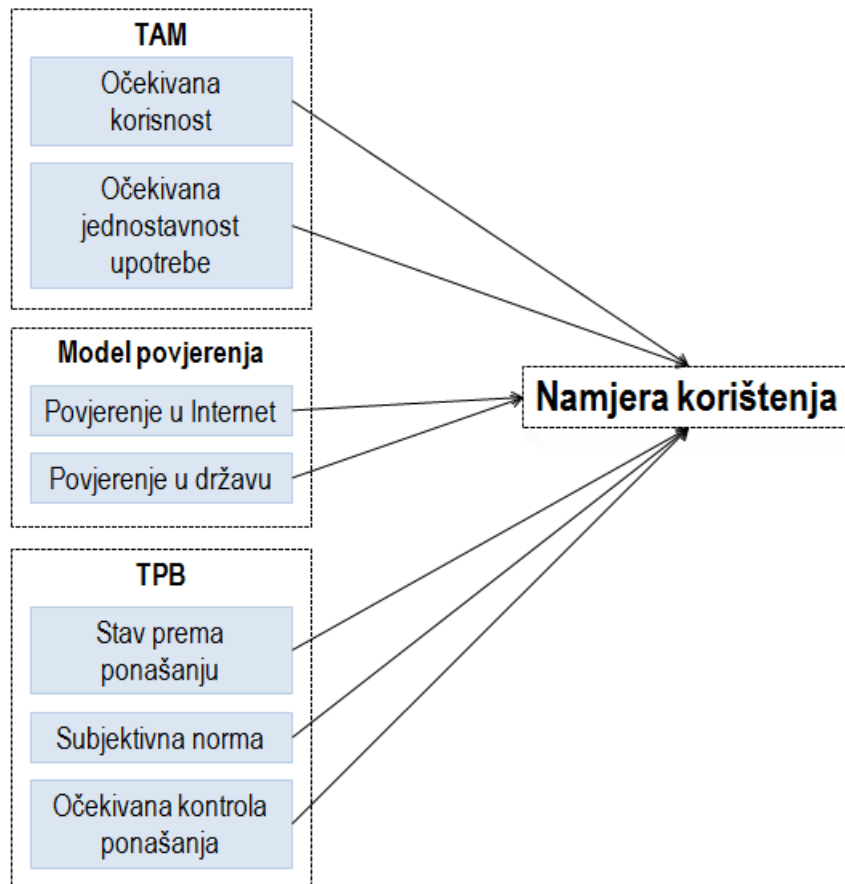 TAM
Očekivana
korisnost
Očekivana
jednostavnost
upotrebe
Model povjerenja
Povjerenje u Internet
Povjerenje u državu
Namjera korištenja
TPB
Stav prema
ponašanju
Subjektivna norma
Očekivana kontrola
ponašanja